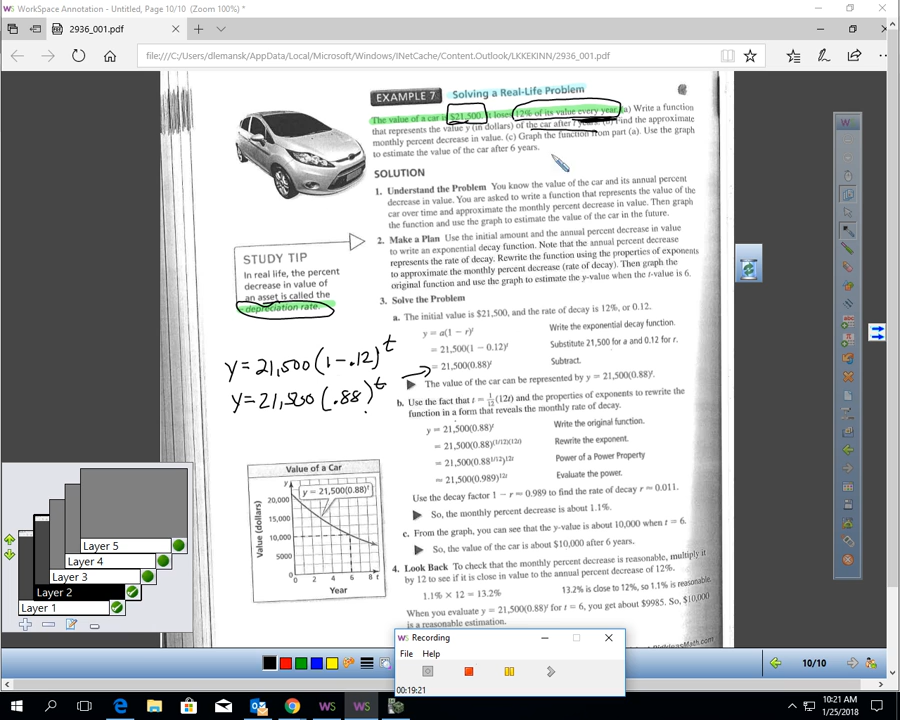 WorkSpace Annotation - Untitled, Page 10/10 (Zoom 100%) *
2936_001.pdf
file:///C:/Users/dlemansk/AppData/Local/Microsoft/Windows/INetCache/Content.Outlook/LKKEKINN/2936_001.pdf
EXAMPLE 7 Solving a Real-Life Problem
The value of a car is $21,500. It loses 12% of its value every year. (a) Write a function
that represents the value y (in dollars) of the car after t years. (b) Find the approximate
monthly percent decrease in value. (c) Graph the function from part (a). Use the graph
to estimate the value of the car after 6 years.
SOLUTION
1. Understand the Problem You know the value of the car and its annual percent
decrease in value. You are asked to write a function that represents the value of the
car over time and approximate the monthly percent decrease in value. Then graph
the function and use the graph to estimate the value of the car in the future.
2. Make a Plan Use the initial amount and the annual percent decrease in value
to write an exponential decay function. Note that the annual percent decrease
represents the rate of decay. Rewrite the function using the properties of exponents
to approximate the monthly percent decrease (rate of decay). Then graph the
original function and use the graph to estimate the y-value when the t-value is 6.
3. Solve the Problem
a. The initial value is $21,500, and the rate of decay is 12%, or 0.12.
y = a(1 − r)ᵗ Write the exponential decay function.
= 21,500(1 − 0.12)ᵗ Substitute 21,500 for a and 0.12 for r.
= 21,500(0.88)ᵗ Subtract.
The value of the car can be represented by y = 21,500(0.88)ᵗ.
b. Use the fact that t = 1/12(12t) and the properties of exponents to rewrite the
function in a form that reveals the monthly rate of decay.
y = 21,500(0.88)ᵗ Write the original function.
= 21,500(0.88)^(1/12)(12t) Rewrite the exponent.
= 21,500(0.88^1/12)^12t Power of a Power Property
≈ 21,500(0.989)^12t Evaluate the power.
Use the decay factor 1 − r ≈ 0.989 to find the rate of decay r ≈ 0.011.
So, the monthly percent decrease is about 1.1%.
c. From the graph, you can see that the y-value is about 10,000 when t = 6.
So, the value of the car is about $10,000 after 6 years.
4. Look Back To check that the monthly percent decrease is reasonable, multiply it
by 12 to see if it is close in value to the annual percent decrease of 12%.
1.1% × 12 = 13.2% 13.2% is close to 12%, so 1.1% is reasonable.
When you evaluate y = 21,500(0.88)ᵗ for t = 6, you get about $9985. So, $10,000
is a reasonable estimation.
STUDY TIP
In real life, the percent
decrease in value of
an asset is called the
depreciation rate.
y = 21,500 (1 - .12)ᵗ
y = 21,500 (.88)ᵗ
Value of a Car
y = 21,500(0.88)ᵗ
Value (dollars)
y
20,000
15,000
10,000
5000
0
0 2 4 6 8 t
Year
Layer 5
Layer 4
Layer 3
Layer 2
Layer 1
WS Recording
File Help
00:19:21
10/10
10:21 AM
1/25/2018